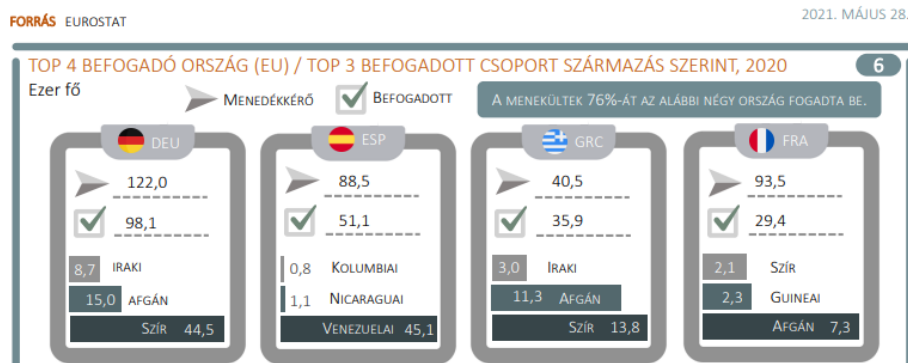 FORRÁS EUROSTAT
2021. MÁJUS 28.
TOP 4 BEFOGADÓ ORSZÁG (EU) / TOP 3 BEFOGADOTT CSOPORT SZÁRMAZÁS SZERINT, 2020
6
Ezer fő
MENEDÉKKÉRŐ
BEFOGADOTT
A MENEKÜLTEK 76%-ÁT AZ ALÁBBI NÉGY ORSZÁG FOGADTA BE.
DEU
122,0
98,1
8,7 IRAKI
15,0 AFGÁN
SZÍR 44,5
ESP
88,5
51,1
0,8 KOLUMBIAI
1,1 NICARAGUAI
VENEZUELAI 45,1
GRC
40,5
35,9
3,0 IRAKI
11,3 AFGÁN
SZÍR 13,8
FRA
93,5
29,4
2,1 SZÍR
2,3 GUINEAI
AFGÁN 7,3